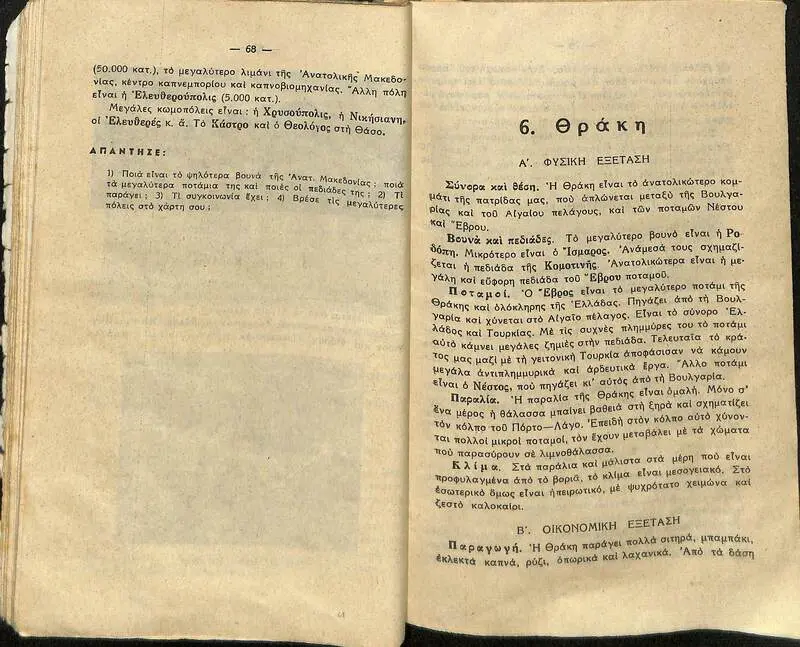 — 68 —
(50.000 κατ.), τὸ μεγαλύτερο λιμάνι τῆς Ἀνατολικῆς Μακεδο-
νίας, κέντρο καπνεμπορίου καὶ καπνοβιομηχανίας. Ἄλλη πόλη
εἶναι ἡ Ἐλευθερούπολις (5.000 κατ.).
Μεγάλες κωμοπόλεις εἶναι : ἡ Χρυσούπολις, ἡ Νικήσιανη,
οἱ Ἐλευθερές κ. ἄ. Τὸ Κάστρο καὶ ὁ Θεολόγος στὴ Θάσο.
ΑΠΑΝΤΗΣΕ:
1) Ποιά εἶναι τὸ ψηλότερα βουνά τῆς Ἀνατ. Μακεδονίας ; ποιά
τὰ μεγαλύτερα ποτάμια της καὶ ποιές οἱ πεδιάδες της ; 2) Τί
παράγει ; 3) Τί συγκοινωνία ἔχει ; 4) Βρέσε τὶς μεγαλύτερες
πόλεις στὸ χάρτη σου ;
6. Θράκη
Α΄. ΦΥΣΙΚΗ ΕΞΕΤΑΣΗ
Σύνορα καὶ θέση. Ἡ Θράκη εἶναι τὸ ἀνατολικώτερο κομ-
μάτι τῆς πατρίδας μας, ποὺ ἁπλώνεται μεταξὺ τῆς Βουλγα-
ρίας καὶ τοῦ Αἰγαίου πελάγους, καὶ τῶν ποταμῶν Νέστου
καὶ Ἕβρου.
Βουνὰ καὶ πεδιάδες. Τὸ μεγαλύτερο βουνὸ εἶναι ἡ Ρο-
δόπη. Μικρότερο εἶναι ὁ Ἴσμαρος. Ἀνάμεσά τους σχηματί-
ζεται ἡ πεδιάδα τῆς Κομοτινῆς. Ἀνατολικώτερα εἶναι ἡ με-
γάλη καὶ εὔφορη πεδιάδα τοῦ Ἕβρου ποταμοῦ.
Ποταμοί. Ὁ Ἕβρος εἶναι τὸ μεγαλύτερο ποτάμι τῆς
Θράκης καὶ ὁλόκληρης τῆς Ἑλλάδας. Πηγάζει ἀπὸ τὴ Βουλ-
γαρία καὶ χύνεται στὸ Αἰγαῖο πέλαγος. Εἶναι τὸ σύνορο Ἑλ-
λάδος καὶ Τουρκίας. Μὲ τὶς συχνὲς πλημμύρες του τὸ ποτάμι
αὐτὸ κάμνει μεγάλες ζημιὲς στὴν πεδιάδα. Τελευταῖα τὸ κρά-
τος μας μαζὶ μὲ τὴ γειτονικὴ Τουρκία ἀποφάσισαν νὰ κάμουν
μεγάλα ἀντιπλημμυρικὰ καὶ ἀρδευτικὰ ἔργα. Ἄλλο ποτάμι
εἶναι ὁ Νέστος, ποὺ πηγάζει κι' αὐτὸς ἀπὸ τὴ Βουλγαρία.
Παραλία. Ἡ παραλία τῆς Θράκης εἶναι ὁμαλή. Μόνο σ'
ἕνα μέρος ἡ θάλασσα μπαίνει βαθειὰ στὴ ξηρὰ καὶ σχηματίζει
τὸν κόλπο τοῦ Πόρτο—Λάγο. Ἐπειδὴ στὸν κόλπο αὐτὸ χύνον-
ται πολλοὶ μικροὶ ποταμοί, τὸν ἔχουν μεταβάλει μὲ τὰ χώματα
ποὺ παρασύρουν σὲ λιμνοθάλασσα.
Κλίμα. Στὰ παράλια καὶ μάλιστα στὰ μέρη ποὺ εἶναι
προφυλαγμένα ἀπὸ τὸ βοριᾶ, τὸ κλίμα εἶναι μεσογειακό. Στὸ
ἐσωτερικὸ ὅμως εἶναι ἠπειρωτικό, μὲ ψυχρότατο χειμώνα καὶ
ζεστὸ καλοκαίρι.
Β΄. ΟΙΚΟΝΟΜΙΚΗ ΕΞΕΤΑΣΗ
Παραγωγή. Ἡ Θράκη παράγει πολλὰ σιτηρά, μπαμπάκι,
ἐκλεκτὰ καπνά, ρύζι, ὀπωρικὰ καὶ λαχανικά. Ἀπὸ τὰ δάση